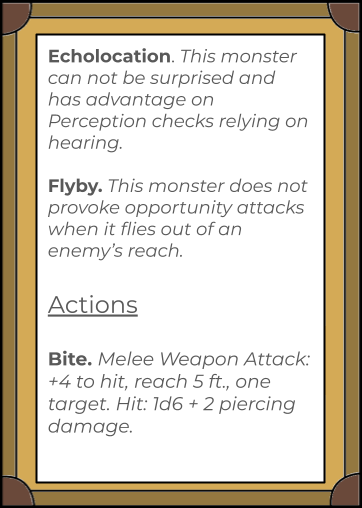 Echolocation. This monster
can not be surprised and
has advantage on
Perception checks relying on
hearing.
Flyby. This monster does not
provoke opportunity attacks
when it flies out of an
enemy’s reach.
Actions
Bite. Melee Weapon Attack:
+4 to hit, reach 5 ft., one
target. Hit: 1d6 + 2 piercing
damage.